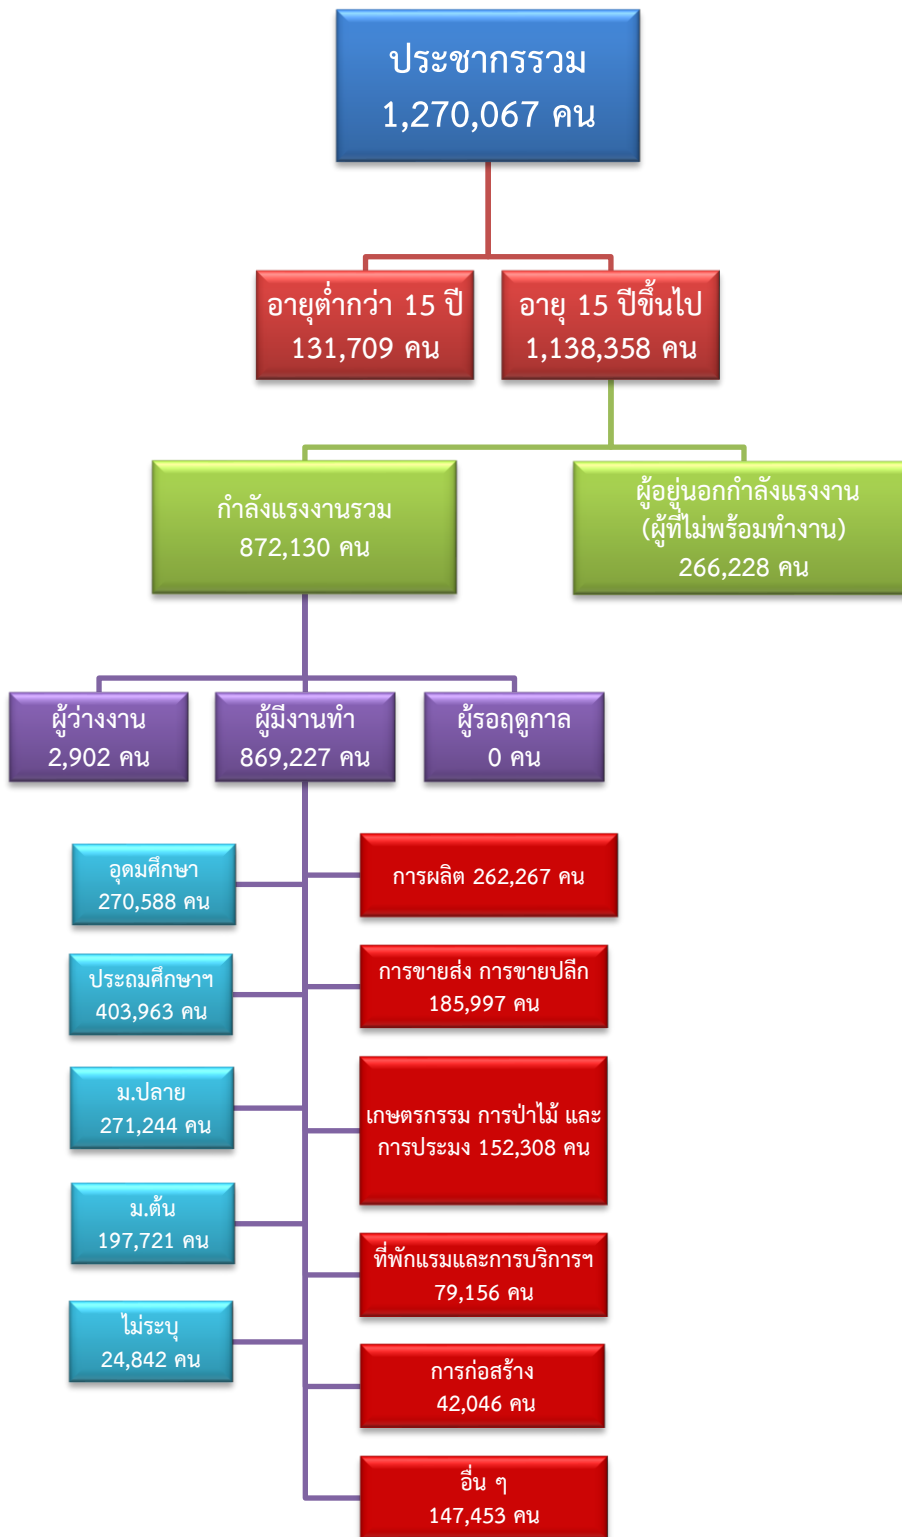 ประชากรรวม
1,270,067 คน
อายุต่ำกว่า 15 ปี
131,709 คน
อายุ 15 ปีขึ้นไป
1,138,358 คน
กำลังแรงงานรวม
872,130 คน
ผู้อยู่นอกกำลังแรงงาน
(ผู้ที่ไม่พร้อมทำงาน)
266,228 คน
ผู้ว่างงาน
2,902 คน
ผู้มีงานทำ
869,227 คน
ผู้รอฤดูกาล
0 คน
อุดมศึกษา
270,588 คน
ประถมศึกษาฯ
403,963 คน
ม.ปลาย
271,244 คน
ม.ต้น
197,721 คน
ไม่ระบุ
24,842 คน
การผลิต 262,267 คน
การขายส่ง การขายปลีก
185,997 คน
เกษตรกรรม การป่าไม้ และ
การประมง 152,308 คน
ที่พักแรมและการบริการฯ
79,156 คน
การก่อสร้าง
42,046 คน
อื่น ๆ
147,453 คน